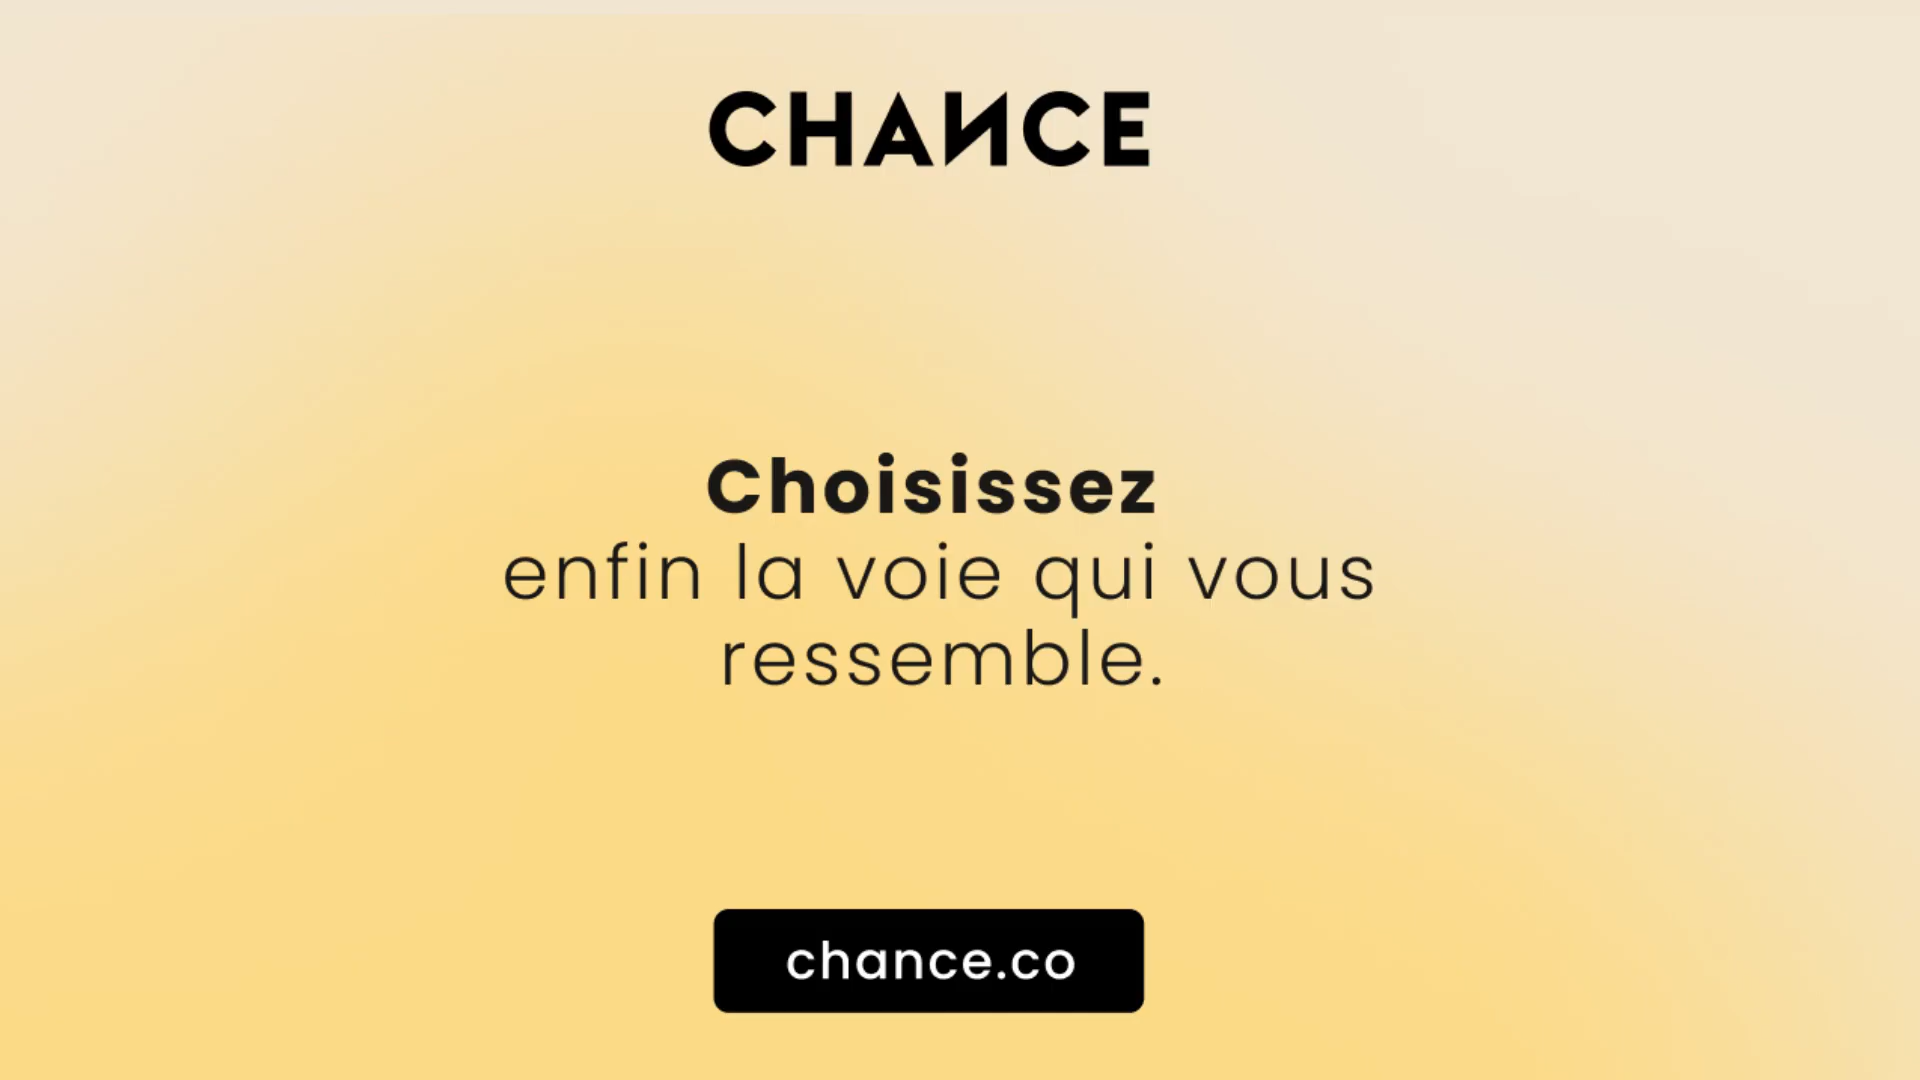 CHANCE
Choisissez
enfin la voie qui vous
ressemble.
chance.co